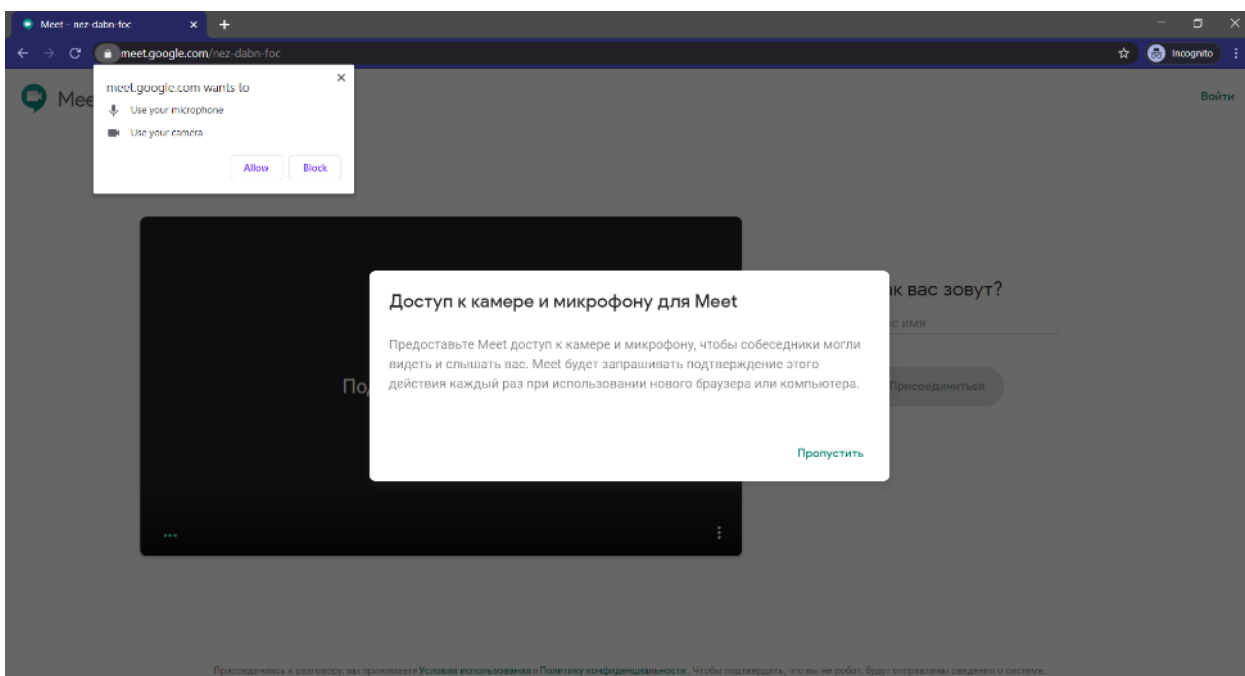 Meet – nez-dabn-foc
meet.google.com/nez-dabn-foc
Incognito
meet.google.com wants to
Use your microphone
Use your camera
Allow
Block
Mee
Войти
Доступ к камере и микрофону для Meet
Предоставьте Meet доступ к камере и микрофону, чтобы собеседники могли
видеть и слышать вас. Meet будет запрашивать подтверждение этого
действия каждый раз при использовании нового браузера или компьютера.
Пропустить
По
ак вас зовут?
е имя
Присоединиться
Присоединяясь к разговору, вы принимаете Условия использования и Политику конфиденциальности. Чтобы подтвердить, что вы не робот, будут отправлены сведения о системе.